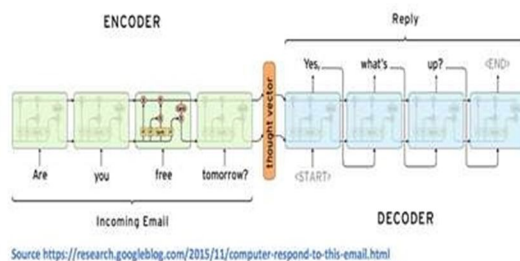 ENCODER
Reply
Yes, what's up? <END>
thought vector
Are you free tomorrow?
<START>
Incoming Email
DECODER
Source https://research.googleblog.com/2015/11/computer-respond-to-this-email.html